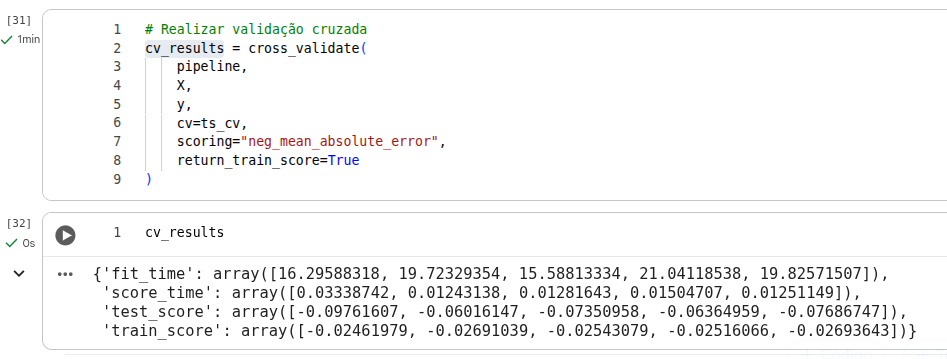 [31]
1min
1 # Realizar validação cruzada
2 cv_results = cross_validate(
3 pipeline,
4 X,
5 y,
6 cv=ts_cv,
7 scoring="neg_mean_absolute_error",
8 return_train_score=True
9 )
[32]
0s
1 cv_results
{'fit_time': array([16.29588318, 19.72329354, 15.58813334, 21.04118538, 19.82571507]),
'score_time': array([0.03338742, 0.01243138, 0.01281643, 0.01504707, 0.01251149]),
'test_score': array([-0.09761607, -0.06016147, -0.07350958, -0.06364959, -0.07686747]),
'train_score': array([-0.02461979, -0.02691039, -0.02543079, -0.02516066, -0.02693643])}